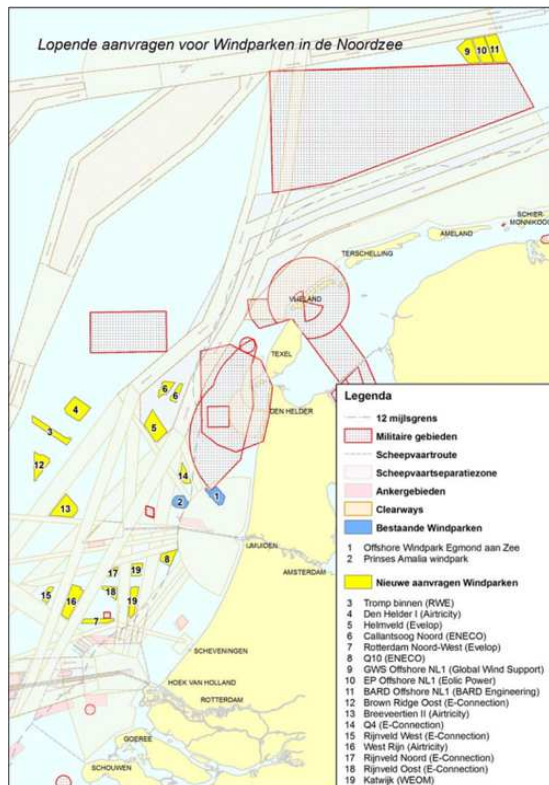 Lopende aanvragen voor Windparken in de Noordzee
9 10 11
SCHIER
MONNIKOOG
AMELAND
TERSCHELLING
VLIELAND
TEXEL
DEN HELDER
6
6
4
5
3
12
14
13
2
1
IJMUIDEN
AMSTERDAM
8
17 19
15 16 18 19
7
SCHEVENINGEN
HOEK VAN HOLLAND
ROTTERDAM
GOEREE
SCHOUWEN
Legenda
12 mijlsgrens
Militaire gebieden
Scheepvaartroute
Scheepvaartseparatiezone
Ankergebieden
Clearways
Bestaande Windparken
1 Offshore Windpark Egmond aan Zee
2 Prinses Amalia windpark
Nieuwe aanvragen Windparken
3 Tromp binnen (RWE)
4 Den Helder I (Airtricity)
5 Helmveld (Evelop)
6 Callantsoog Noord (ENECO)
7 Rotterdam Noord-West (Evelop)
8 Q10 (ENECO)
9 GWS Offshore NL1 (Global Wind Support)
10 EP Offshore NL1 (Eolic Power)
11 BARD Offshore NL1 (BARD Engineering)
12 Brown Ridge Oost (E-Connection)
13 Breeveertien II (Airtricity)
14 Q4 (E-Connection)
15 Rijnveld West (E-Connection)
16 West Rijn (Airtricity)
17 Rijnveld Noord (E-Connection)
18 Rijnveld Oost (E-Connection)
19 Katwijk (WEOM)